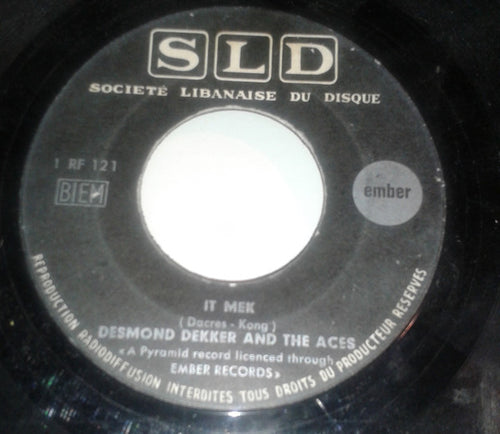 SLD
SOCIETÉ LIBANAISE DU DISQUE
1 RF 121
BIEM
ember
IT MEK
( Dacres - Kong )
DESMOND DEKKER AND THE ACES
«A Pyramid record licenced through
EMBER RECORDS»
REPRODUCTION RADIODIFFUSION INTERDITES TOUS DROITS DU PRODUCTEUR RESERVES